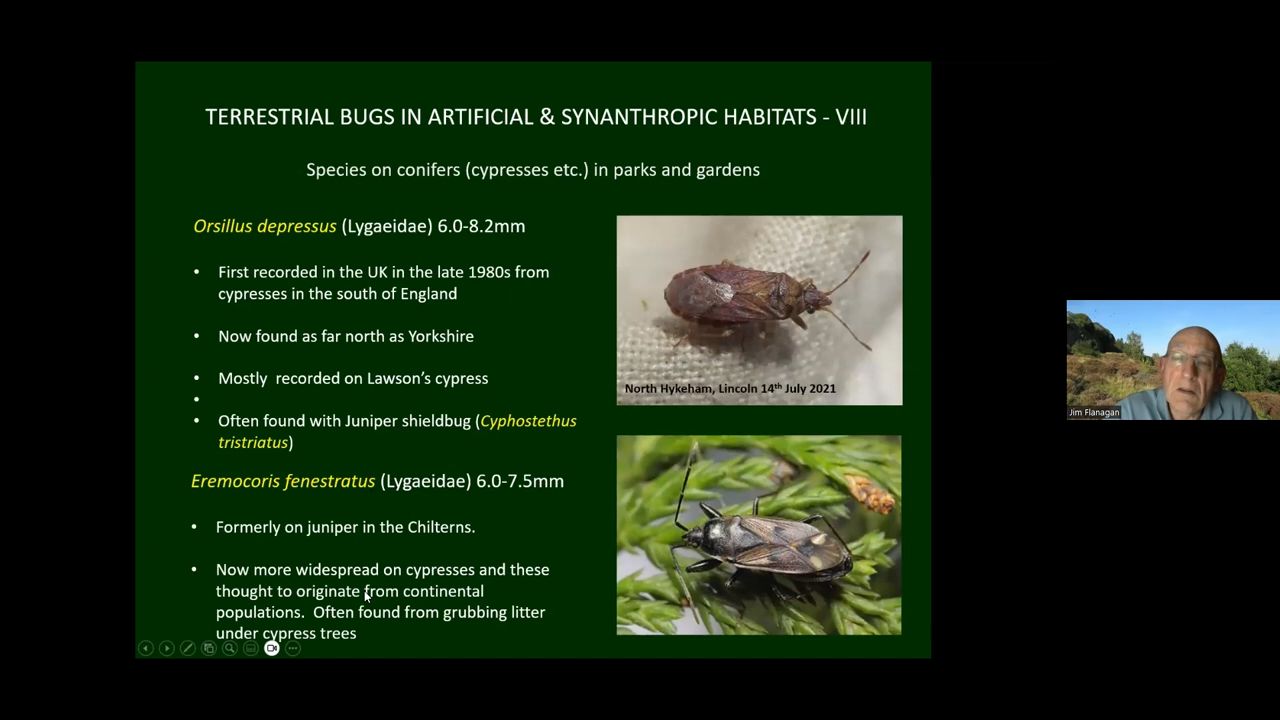 TERRESTRIAL BUGS IN ARTIFICIAL & SYNANTHROPIC HABITATS - VIII
Species on conifers (cypresses etc.) in parks and gardens
Orsillus depressus (Lygaeidae) 6.0-8.2mm
• First recorded in the UK in the late 1980s from
cypresses in the south of England
• Now found as far north as Yorkshire
• Mostly recorded on Lawson’s cypress
•
• Often found with Juniper shieldbug (Cyphostethus
tristriatus)
Eremocoris fenestratus (Lygaeidae) 6.0-7.5mm
• Formerly on juniper in the Chilterns.
• Now more widespread on cypresses and these
thought to originate from continental
populations. Often found from grubbing litter
under cypress trees
North Hykeham, Lincoln 14th July 2021
Jim Flanagan